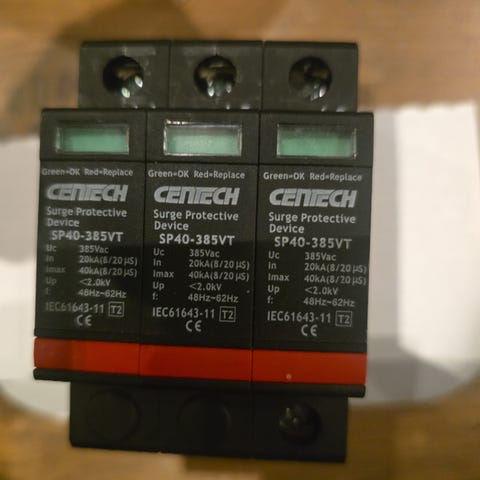 Green=OK Red=Replace
CENTECH
Surge Protective
Device
SP40-385VT
Uc 385Vac
In 20kA(8/20 µS)
Imax 40kA(8/20 µS)
Up <2.0kV
f: 48Hz~62Hz
IEC61643-11 T2
CE
Green=OK Red=Replace
CENTECH
Surge Protective
Device
SP40-385VT
Uc 385Vac
In 20kA(8/20 µS)
Imax 40kA(8/20 µS)
Up <2.0kV
f: 48Hz~62Hz
IEC61643-11 T2
CE
Green=OK Red=Replace
CENTECH
Surge Protective
Device
SP40-385VT
Uc 385Vac
In 20kA(8/20 µS)
Imax 40kA(8/20 µS)
Up <2.0kV
f: 48Hz~62Hz
IEC61643-11 T2
CE